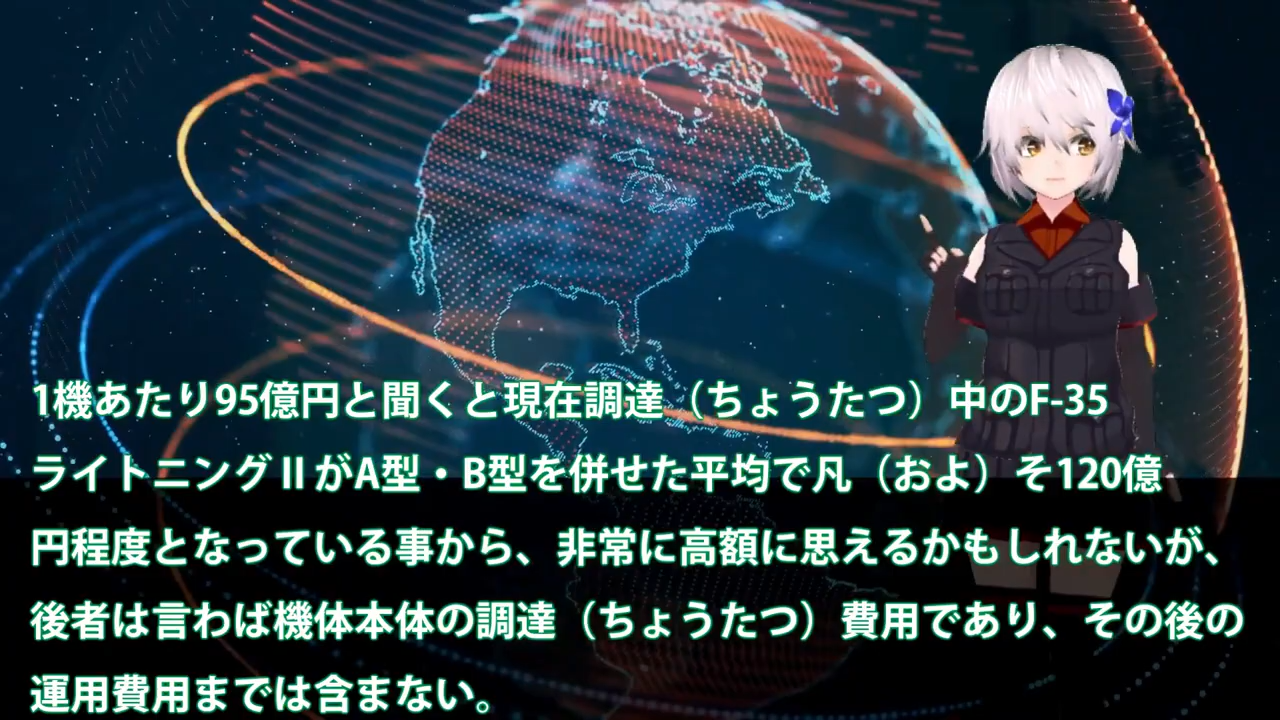 1機あたり95億円と聞くと現在調達（ちょうたつ）中のF-35
ライトニングⅡがA型・B型を併せた平均で凡（およ）そ120億
円程度となっている事から、非常に高額に思えるかもしれないが、
後者は言わば機体本体の調達（ちょうたつ）費用であり、その後の
運用費用までは含まない。